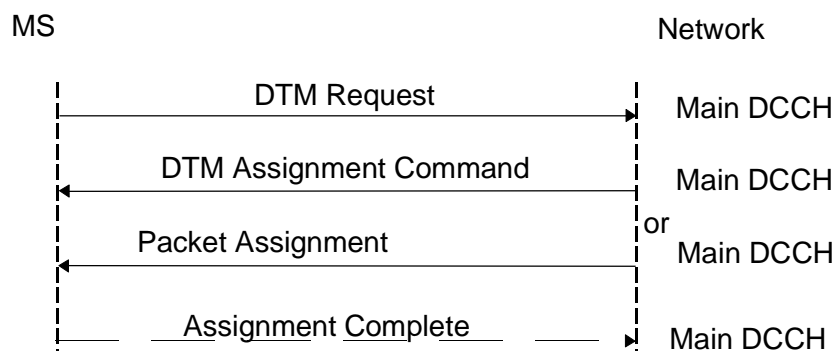 MS
Network
DTM Request
Main DCCH
DTM Assignment Command
Main DCCH
or
Packet Assignment
Main DCCH
Assignment Complete
Main DCCH